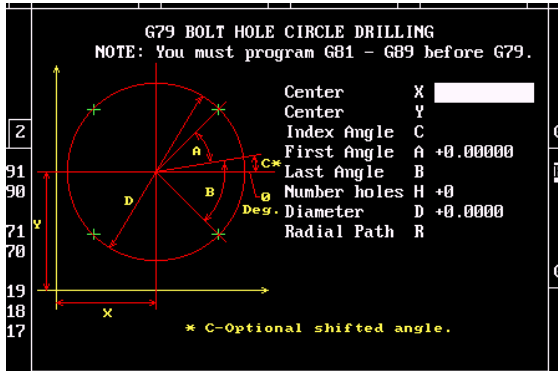 G79 BOLT HOLE CIRCLE DRILLING
NOTE: You must program G81 - G89 before G79.
Center X
Center Y
Index Angle C
First Angle A +0.00000
Last Angle B
Number holes H +0
Diameter D +0.0000
Radial Path R
2
91
90
71
70
19
18
17
A
C*
B
0
Deg.
D
Y
X
* C-Optional shifted angle.